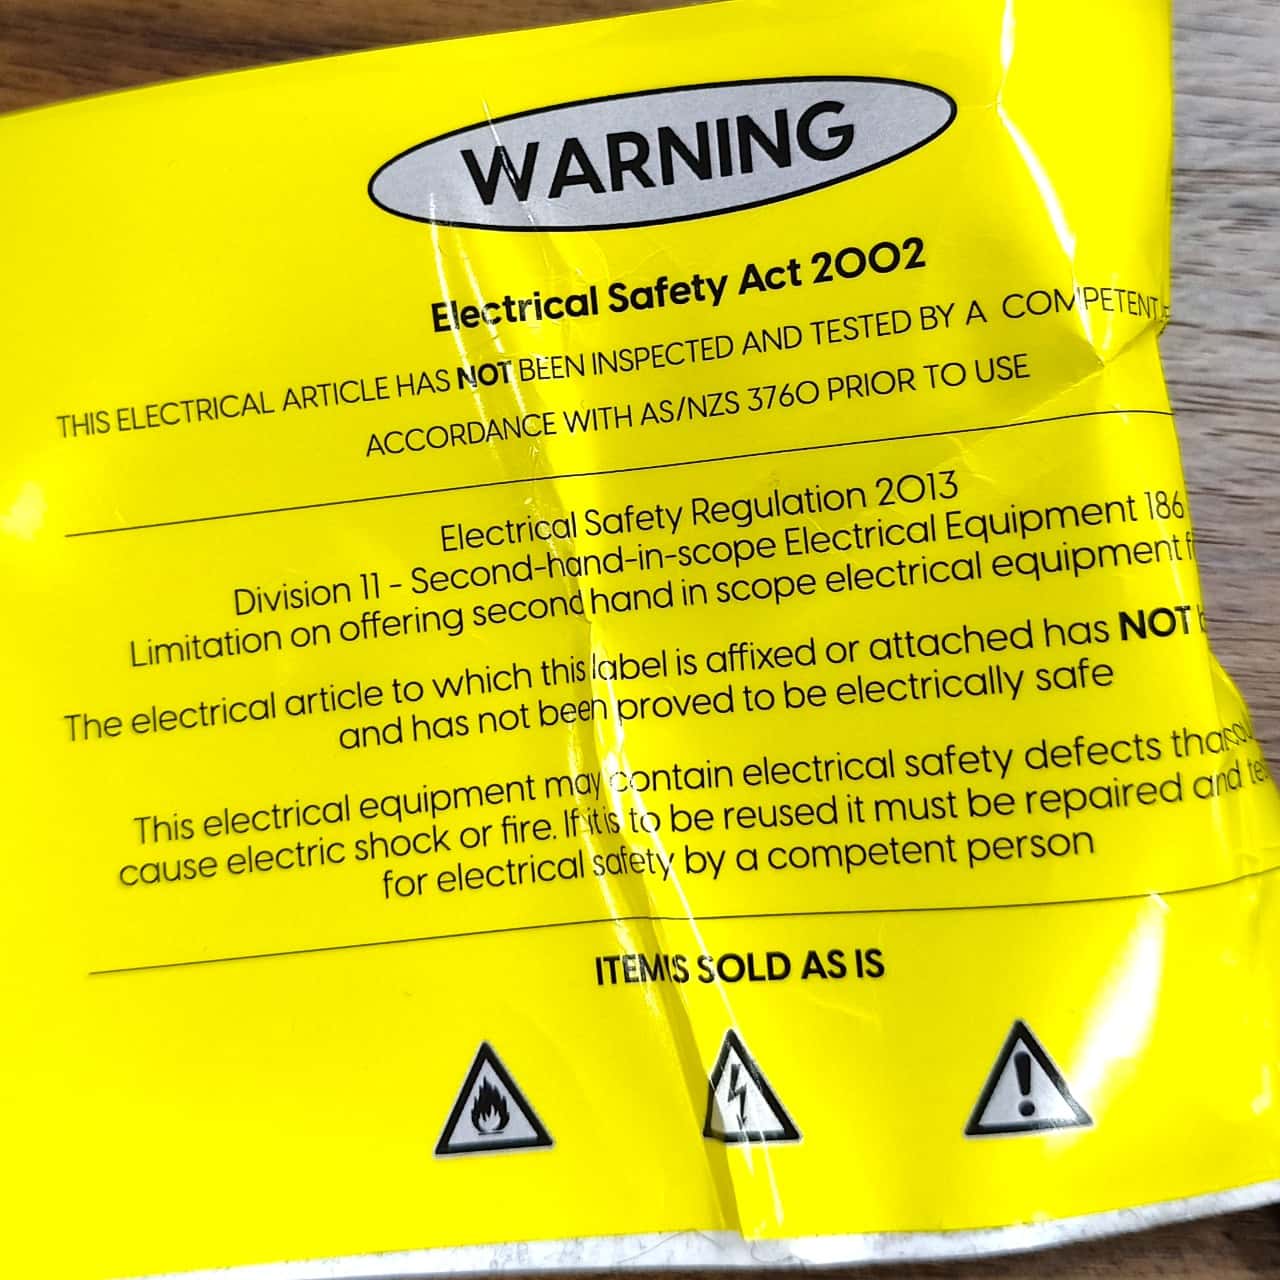 WARNING
Electrical Safety Act 2002
THIS ELECTRICAL ARTICLE HAS NOT BEEN INSPECTED AND TESTED BY A COMPETENT
ACCORDANCE WITH AS/NZS 3760 PRIOR TO USE
Electrical Safety Regulation 2013
Division 11 - Second-hand-in-scope Electrical Equipment 186
Limitation on offering second hand in scope electrical equipment
The electrical article to which this label is affixed or attached has NOT
and has not been proved to be electrically safe
This electrical equipment may contain electrical safety defects that
cause electric shock or fire. If it is to be reused it must be repaired and
for electrical safety by a competent person
ITEM IS SOLD AS IS